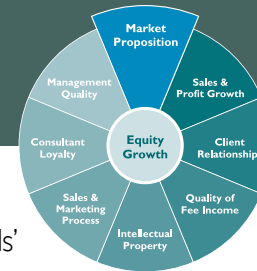 Market
Proposition
Sales &
Profit Growth
Client
Relationship
Quality of
Fee Income
Intellectual
Property
Sales &
Marketing
Process
Consultant
Loyalty
Management
Quality
Equity
Growth